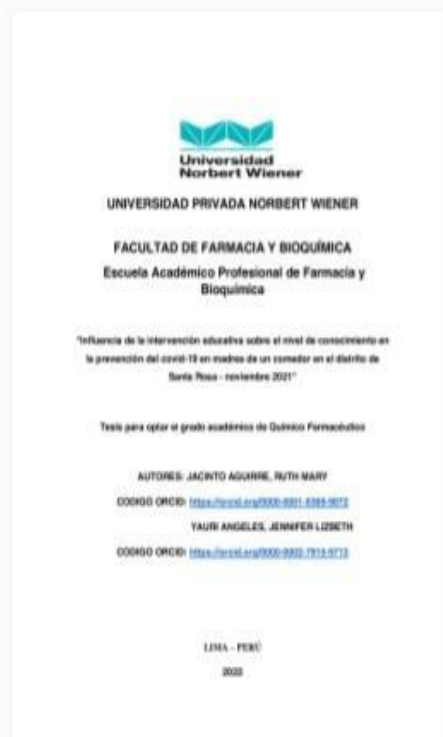 Universidad
Norbert Wiener
UNIVERSIDAD PRIVADA NORBERT WIENER
FACULTAD DE FARMACIA Y BIOQUÍMICA
Escuela Académico Profesional de Farmacia y
Bioquímica
"Influencia de la intervención educativa sobre el nivel de conocimiento en
la prevención del covid-19 en madres de un comedor en el distrito de
Santa Rosa - noviembre 2021"
Tesis para optar el grado académico de Químico Farmacéutico
AUTORES: JACINTO AGUIRRE, RUTH MARY
CODIGO ORCID:
YAURI ANGELES, JENNIFER LIZBETH
CODIGO ORCID:
LIMA – PERÚ
2022